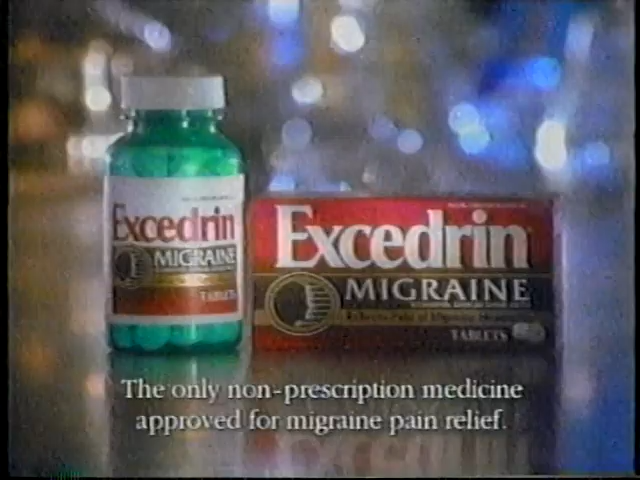 Excedrin
MIGRAINE
TABLETS
Excedrin
MIGRAINE
TABLETS
The only non-prescription medicine
approved for migraine pain relief.